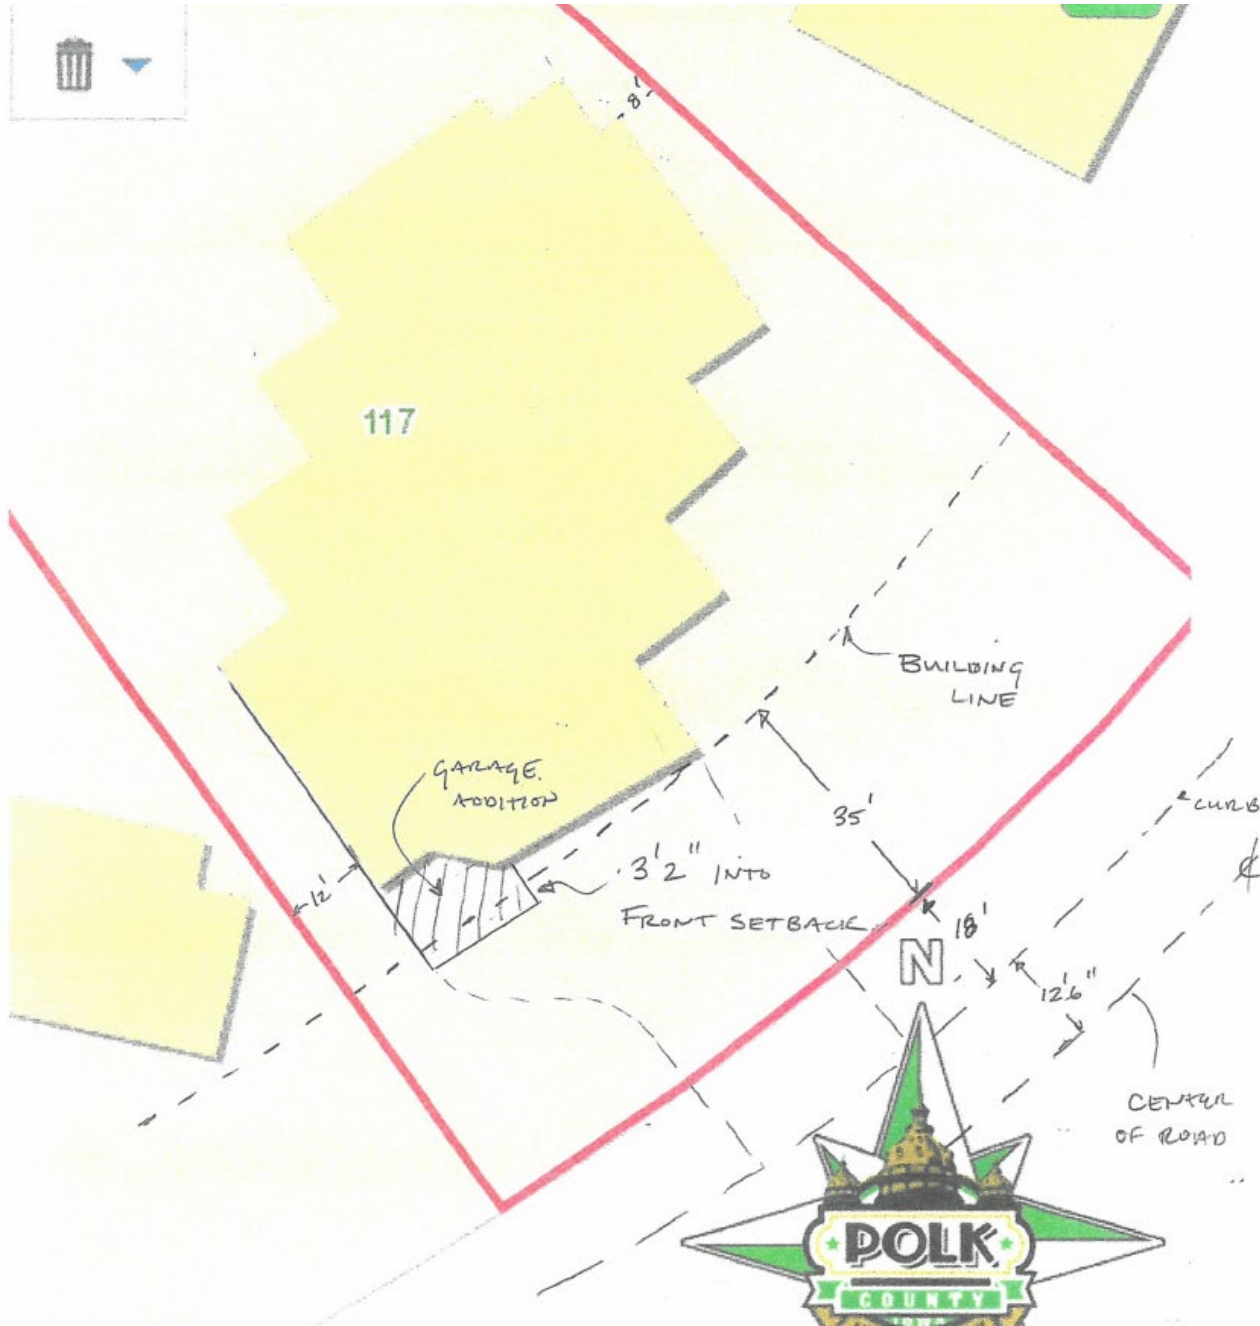 8'
117
BUILDING
LINE
GARAGE
ADDITION
CURB
35'
3'2" INTO
FRONT SETBACK
12'
18'
N
12'6"
CENTER
OF ROAD
POLK
COUNTY
IOWA